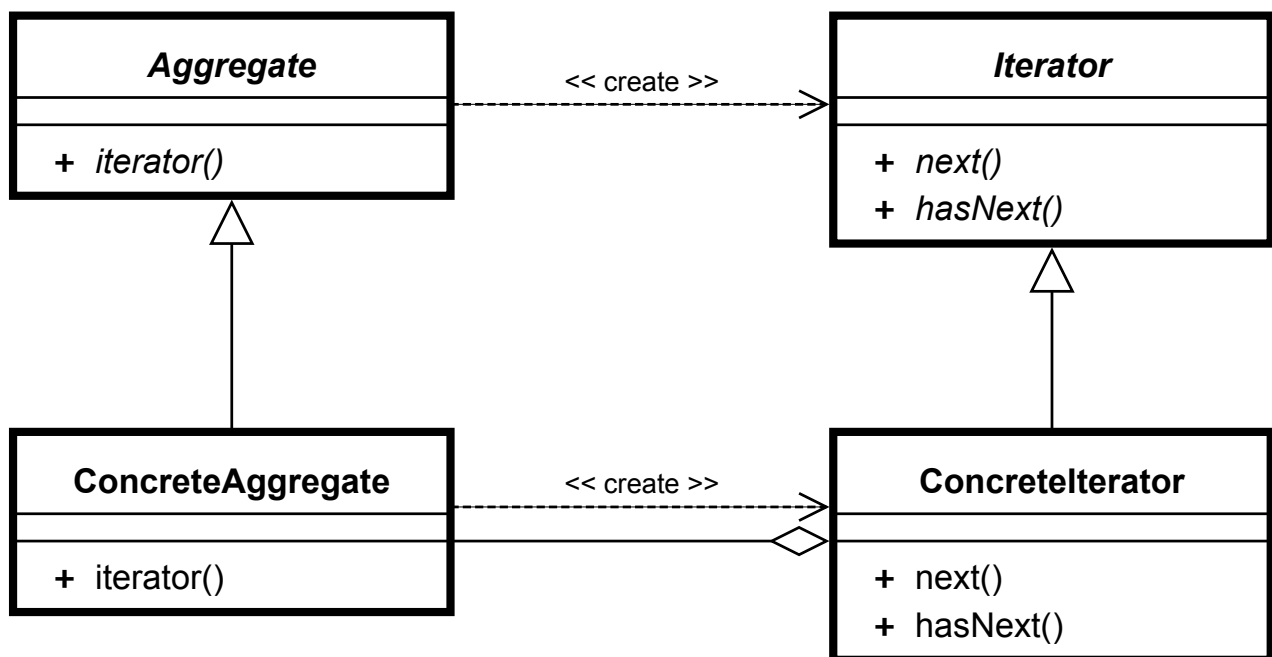 Aggregate
<< create >>
Iterator
+ iterator()
+ next()
+ hasNext()
ConcreteAggregate
<< create >>
ConcreteIterator
+ iterator()
+ next()
+ hasNext()